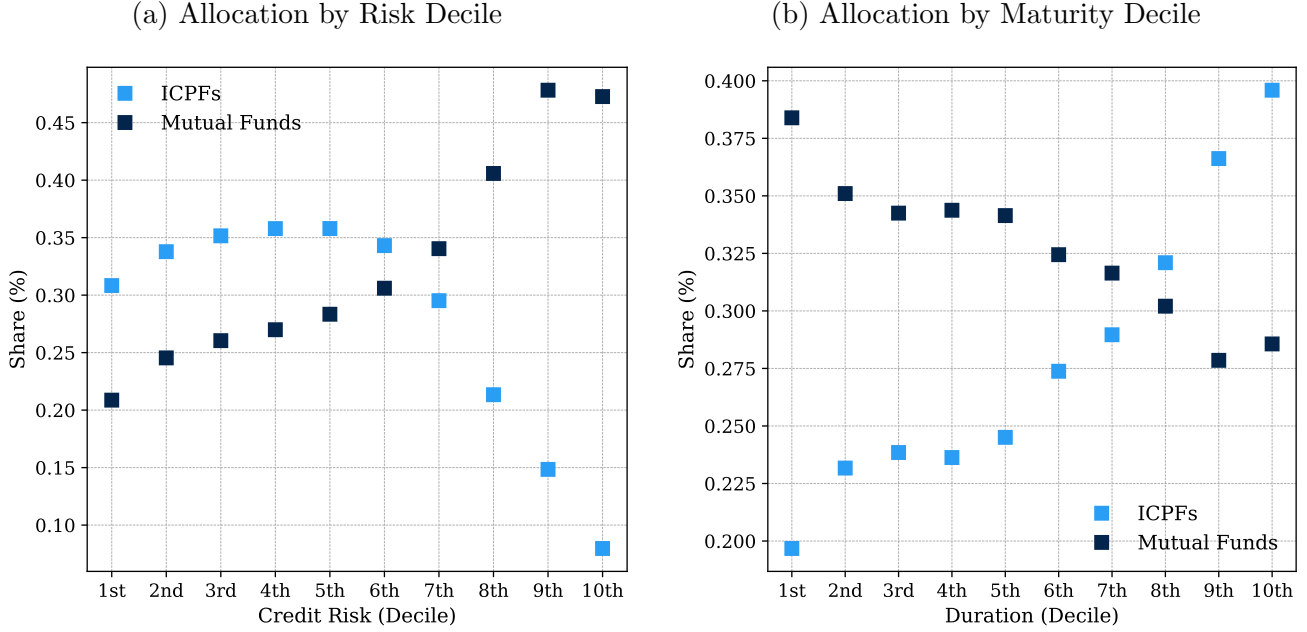 (a) Allocation by Risk Decile
ICPFs
Mutual Funds
0.45
0.40
0.35
0.30
0.25
0.20
0.15
0.10
Share (%)
1st 2nd 3rd 4th 5th 6th 7th 8th 9th 10th
Credit Risk (Decile)
(b) Allocation by Maturity Decile
0.400
0.375
0.350
0.325
0.300
0.275
0.250
0.225
0.200
Share (%)
ICPFs
Mutual Funds
1st 2nd 3rd 4th 5th 6th 7th 8th 9th 10th
Duration (Decile)